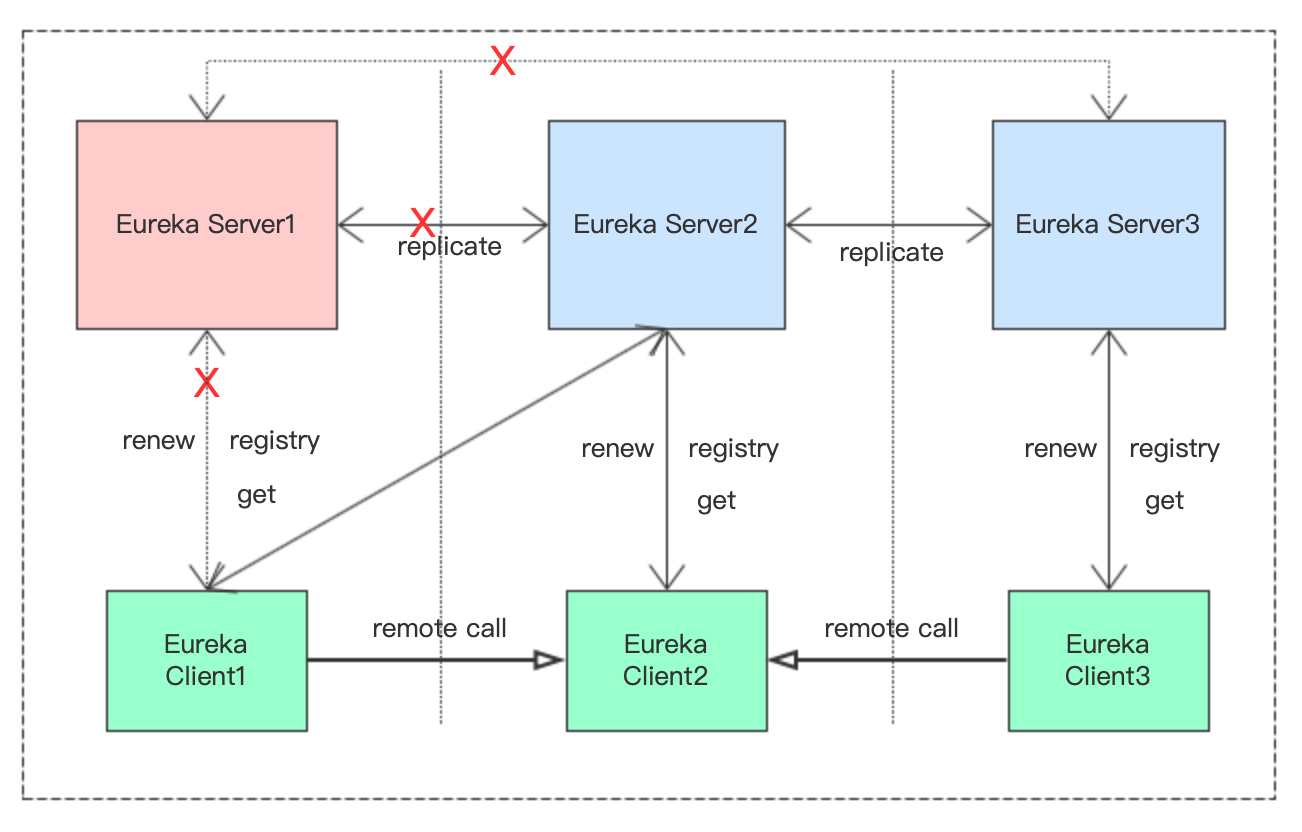 X
Eureka Server1
X
replicate
Eureka Server2
replicate
Eureka Server3
X
renew
registry
get
renew
registry
get
renew
registry
get
Eureka
Client1
remote call
Eureka
Client2
remote call
Eureka
Client3